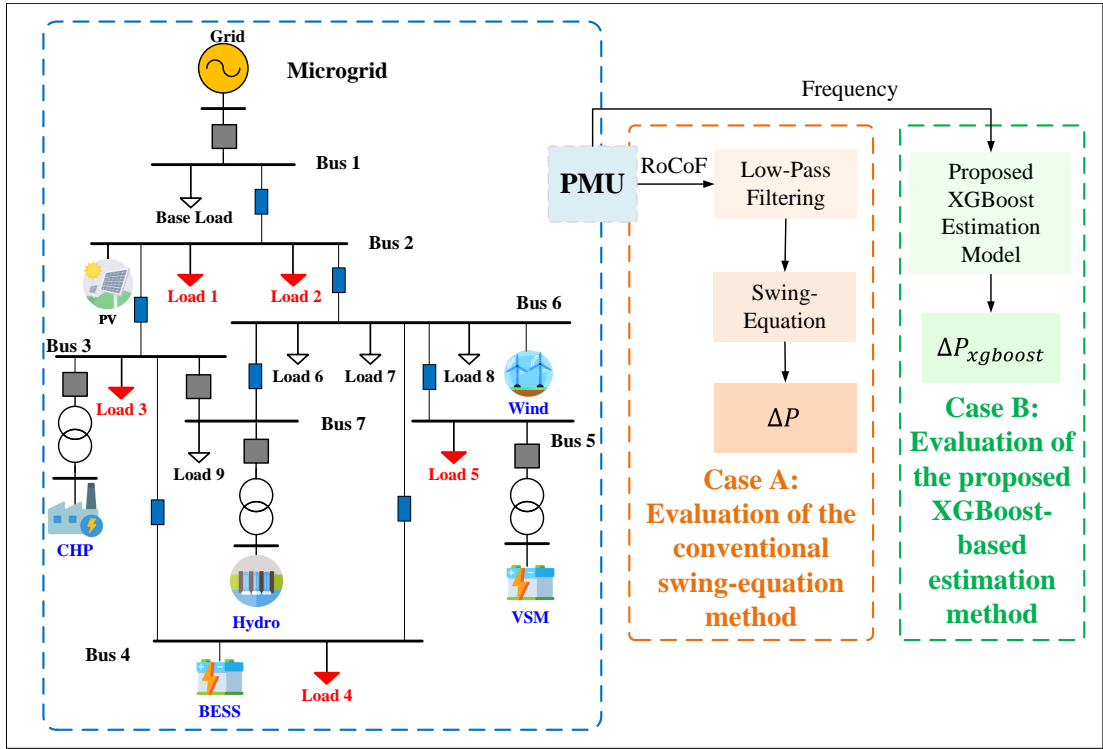 Grid
Microgrid
Bus 1
Base Load
Bus 2
PV
Load 1
Load 2
Bus 6
Bus 3
Load 3
Load 6
Load 7
Load 8
Wind
Bus 7
Bus 5
Load 9
Load 5
CHP
Hydro
VSM
Bus 4
BESS
Load 4
PMU
Frequency
RoCoF
Low-Pass
Filtering
Swing-
Equation
ΔP
Case A:
Evaluation of the
conventional
swing-equation
method
Proposed
XGBoost
Estimation
Model
ΔP_xgboost
Case B:
Evaluation of
the proposed
XGBoost-
based
estimation
method